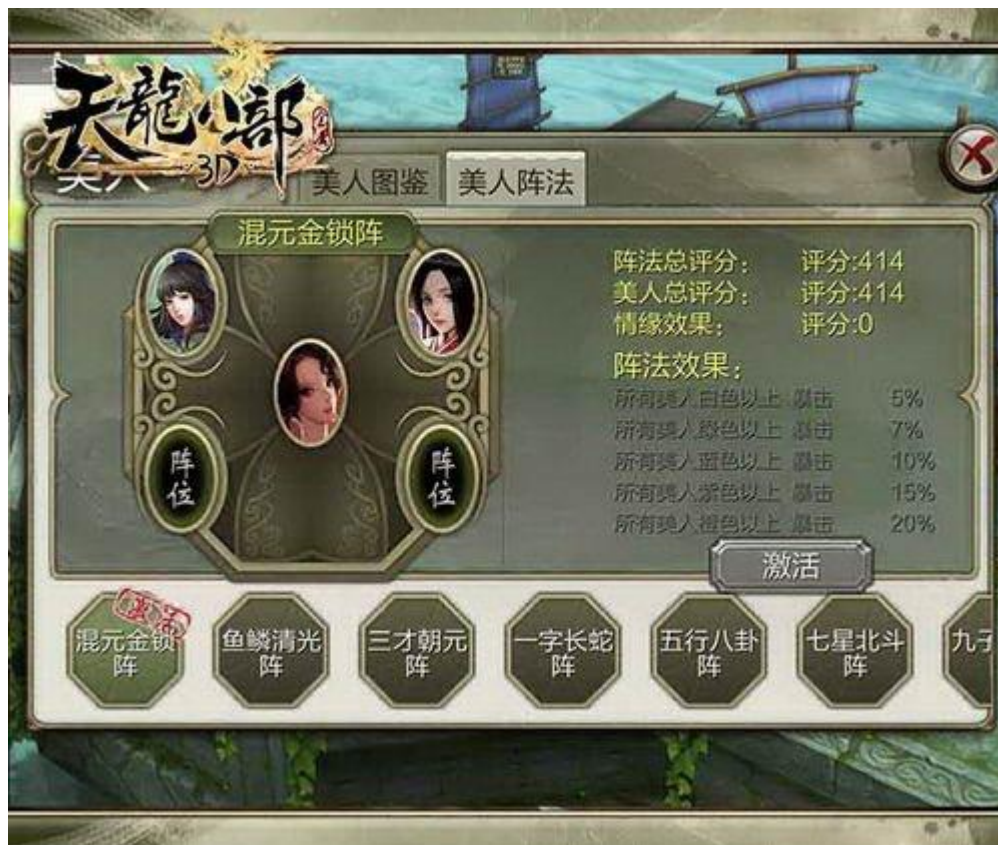 天龍八部
3D
美人
美人图鉴
美人阵法
混元金锁阵
阵法总评分： 评分:414
美人总评分： 评分:414
情缘效果： 评分:0
阵法效果：
所有美人白色以上 暴击 5%
所有美人绿色以上 暴击 7%
所有美人蓝色以上 暴击 10%
所有美人紫色以上 暴击 15%
所有美人橙色以上 暴击 20%
阵位
阵位
激活
激活
混元金锁
阵
鱼鳞清光
阵
三才朝元
阵
一字长蛇
阵
五行八卦
阵
七星北斗
阵
九子